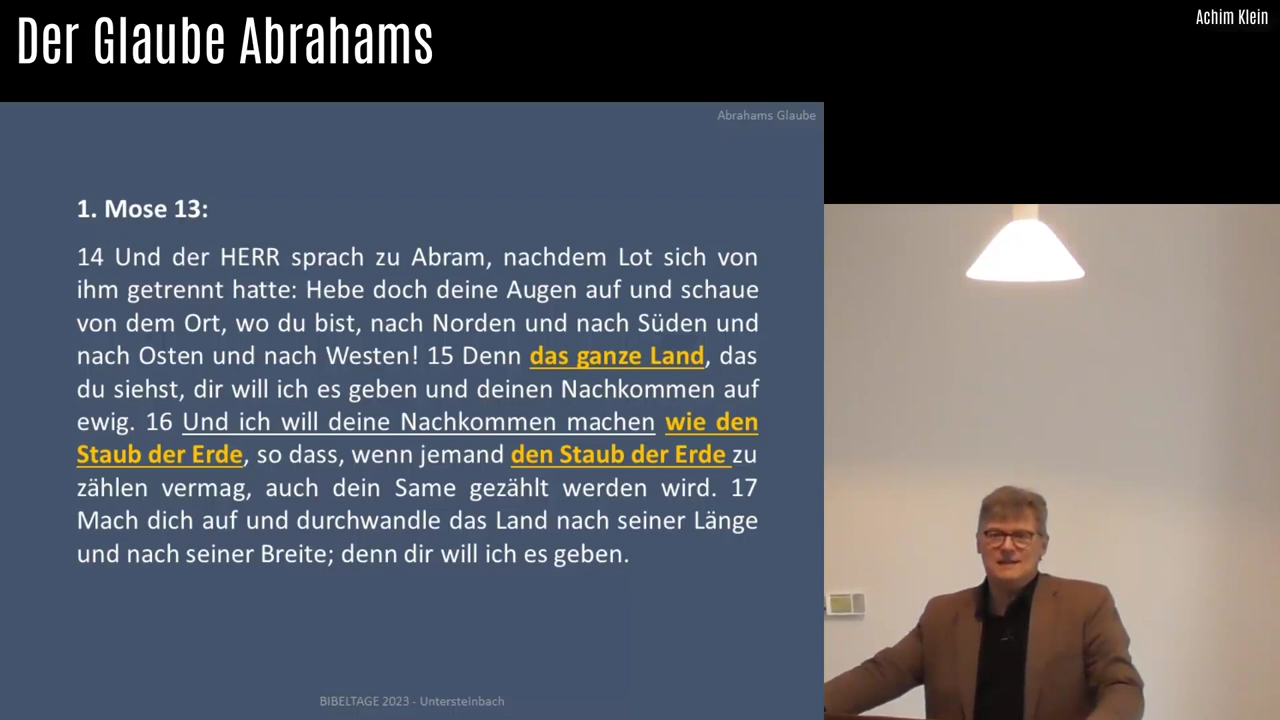 Der Glaube Abrahams
Achim Klein
Abrahams Glaube
1. Mose 13:
14 Und der HERR sprach zu Abram, nachdem Lot sich von
ihm getrennt hatte: Hebe doch deine Augen auf und schaue
von dem Ort, wo du bist, nach Norden und nach Süden und
nach Osten und nach Westen! 15 Denn das ganze Land, das
du siehst, dir will ich es geben und deinen Nachkommen auf
ewig. 16 Und ich will deine Nachkommen machen wie den
Staub der Erde, so dass, wenn jemand den Staub der Erde zu
zählen vermag, auch dein Same gezählt werden wird. 17
Mach dich auf und durchwandle das Land nach seiner Länge
und nach seiner Breite; denn dir will ich es geben.
BIBELTAGE 2023 - Untersteinbach